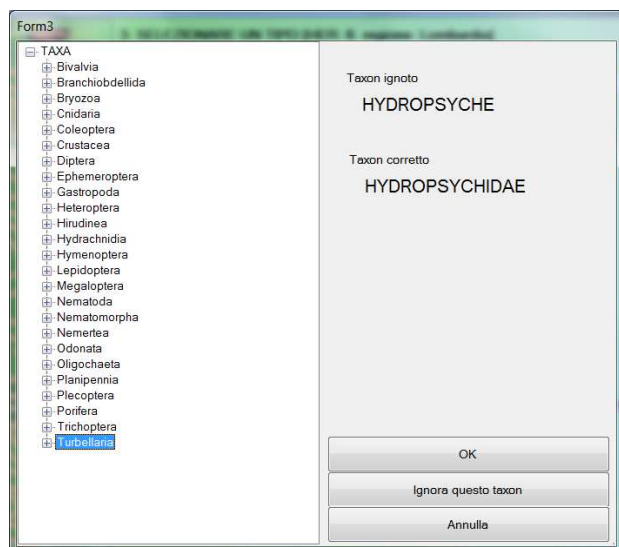 Form3
TAXA
Bivalvia
Branchiobdellida
Bryozoa
Cnidaria
Coleoptera
Crustacea
Diptera
Ephemeroptera
Gastropoda
Heteroptera
Hirudinea
Hydrachnidia
Hymenoptera
Lepidoptera
Megaloptera
Nematoda
Nematomorpha
Nemertea
Odonata
Oligochaeta
Planipennia
Plecoptera
Porifera
Trichoptera
Turbellaria
Taxon ignoto
HYDROPSYCHE
Taxon corretto
HYDROPSYCHIDAE
OK
Ignora questo taxon
Annulla